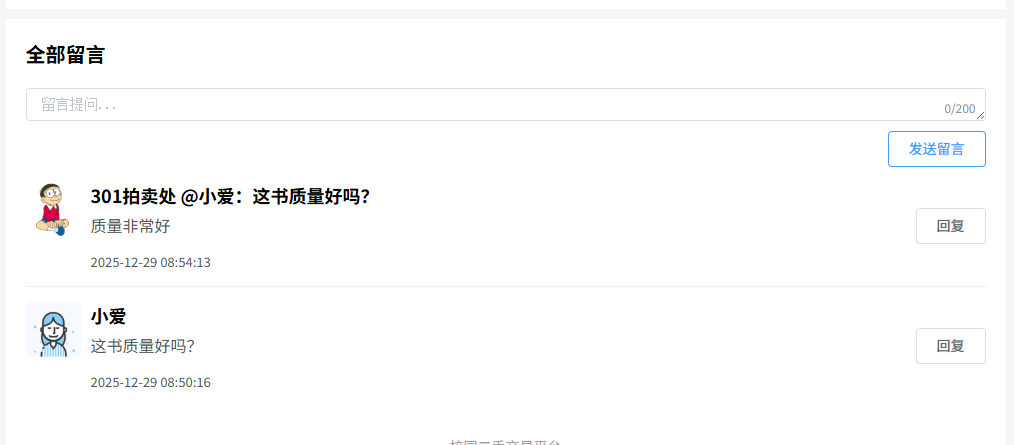 全部留言
留言提问...
0/200
发送留言
301拍卖处 @小爱：这书质量好吗？
质量非常好
回复
2025-12-29 08:54:13
小爱
这书质量好吗？
回复
2025-12-29 08:50:16